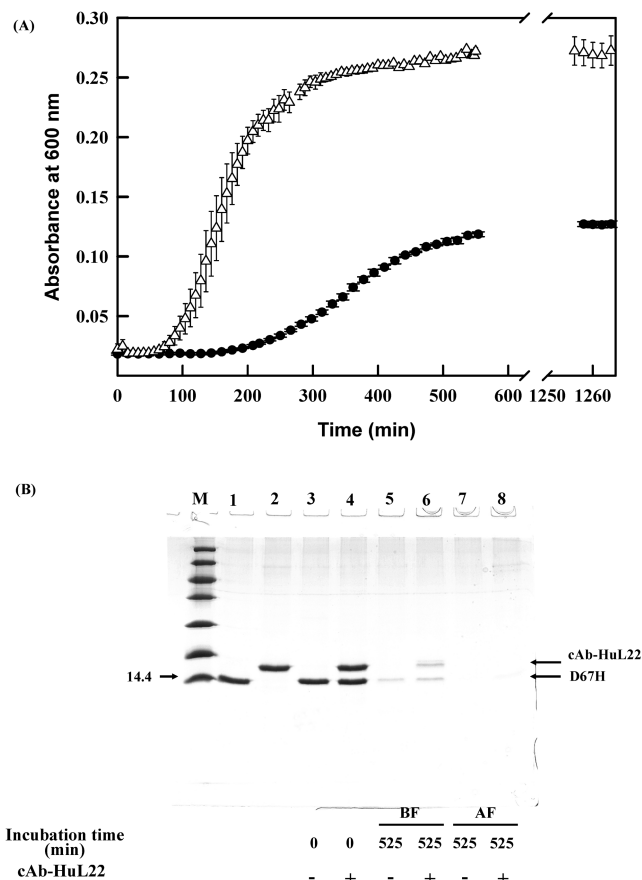 (A)
0.30
0.25
0.20
0.15
0.10
0.05
Absorbance at 600 nm
0 100 200 300 400 500 600 1250 1260
Time (min)
(B)
M 1 2 3 4 5 6 7 8
cAb-HuL22
14.4
D67H
BF AF
Incubation time 0 0 525 525 525 525
(min)
cAb-HuL22 - + - + - +